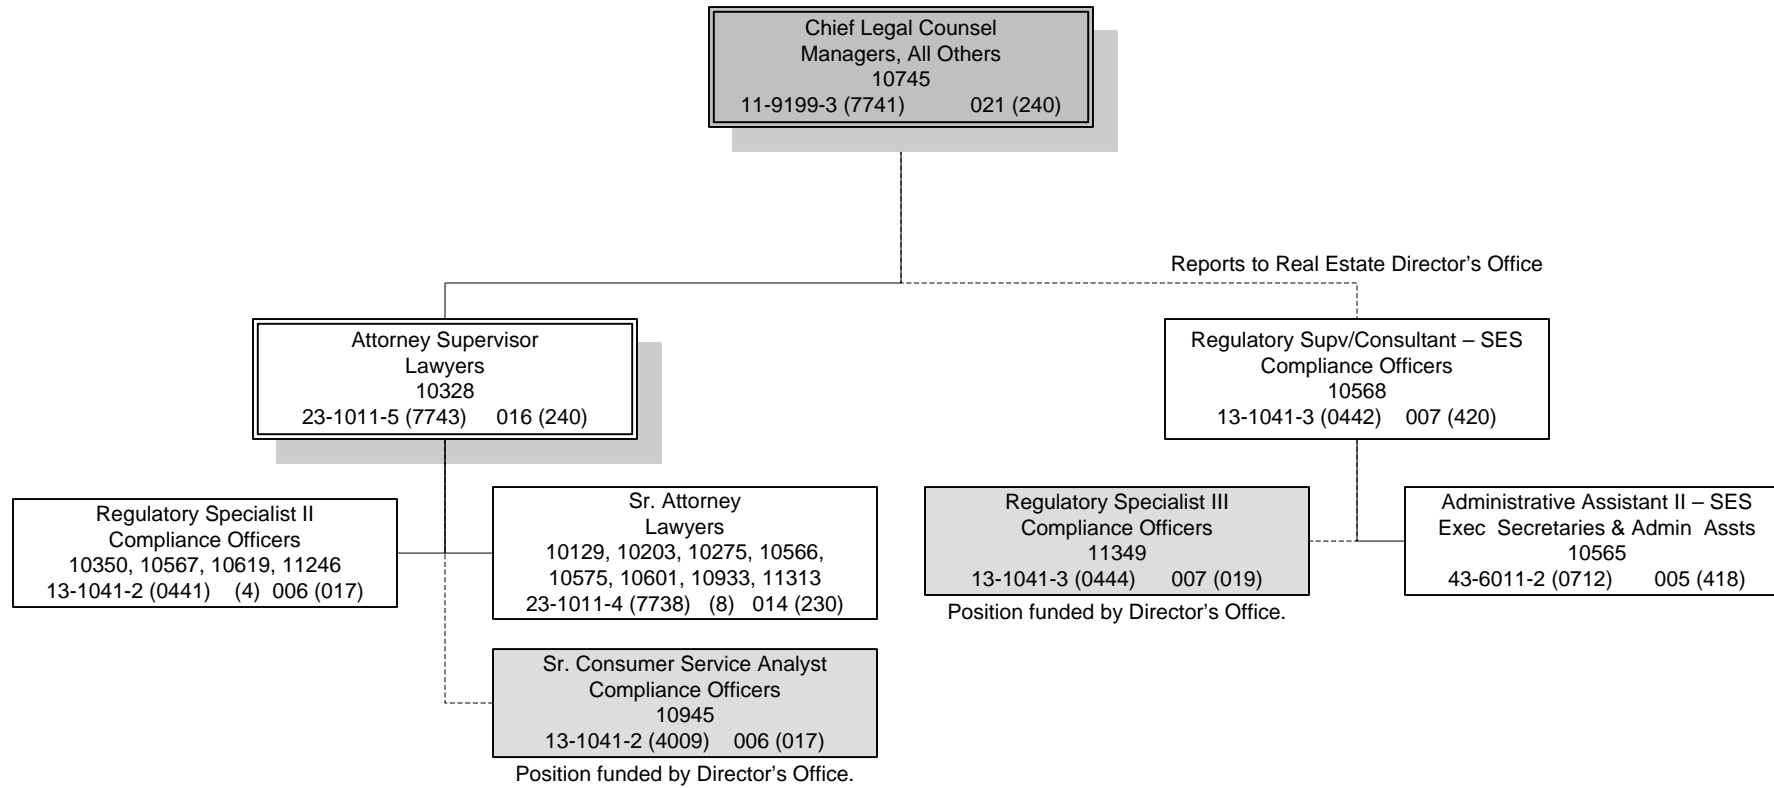 Chief Legal Counsel
Managers, All Others
10745
11-9199-3 (7741) 021 (240)
Reports to Real Estate Director’s Office
Attorney Supervisor
Lawyers
10328
23-1011-5 (7743) 016 (240)
Regulatory Supv/Consultant – SES
Compliance Officers
10568
13-1041-3 (0442) 007 (420)
Regulatory Specialist II
Compliance Officers
10350, 10567, 10619, 11246
13-1041-2 (0441) (4) 006 (017)
Sr. Attorney
Lawyers
10129, 10203, 10275, 10566,
10575, 10601, 10933, 11313
23-1011-4 (7738) (8) 014 (230)
Regulatory Specialist III
Compliance Officers
11349
13-1041-3 (0444) 007 (019)
Position funded by Director’s Office.
Administrative Assistant II – SES
Exec Secretaries & Admin Assts
10565
43-6011-2 (0712) 005 (418)
Sr. Consumer Service Analyst
Compliance Officers
10945
13-1041-2 (4009) 006 (017)
Position funded by Director’s Office.